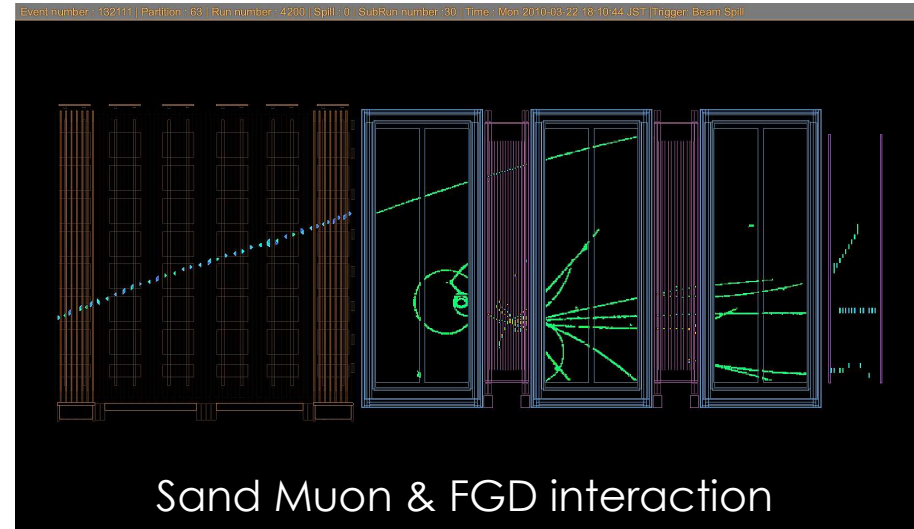 Event number : 132111 | Partition : 63 | Run number : 4200 | Spill : 0 | SubRun number :30 | Time : Mon 2010-03-22 18:10:44 JST |Trigger: Beam Spill
Sand Muon & FGD interaction